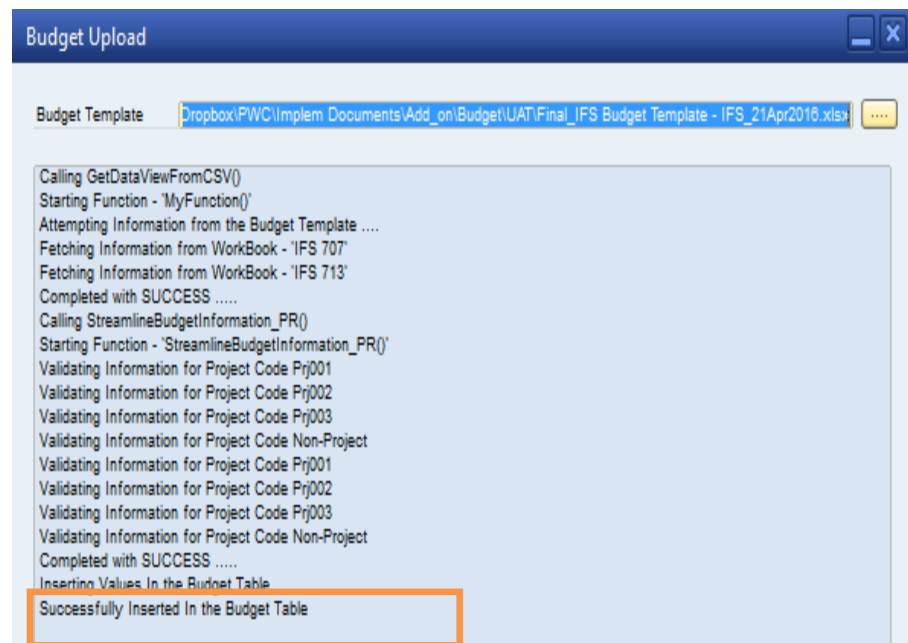 Budget Upload
Budget Template Dropbox\PWC\Implem Documents\Add_on\Budget\UAT\Final_IFS Budget Template - IFS_21Apr2016.xlsx ....
Calling GetDataViewFromCSV()
Starting Function - 'MyFunction()'
Attempting Information from the Budget Template ....
Fetching Information from WorkBook - 'IFS 707'
Fetching Information from WorkBook - 'IFS 713'
Completed with SUCCESS .....
Calling StreamlineBudgetInformation_PR()
Starting Function - 'StreamlineBudgetInformation_PR()'
Validating Information for Project Code Prj001
Validating Information for Project Code Prj002
Validating Information for Project Code Prj003
Validating Information for Project Code Non-Project
Validating Information for Project Code Prj001
Validating Information for Project Code Prj002
Validating Information for Project Code Prj003
Validating Information for Project Code Non-Project
Completed with SUCCESS .....
Inserting Values In the Budget Table
Successfully Inserted In the Budget Table